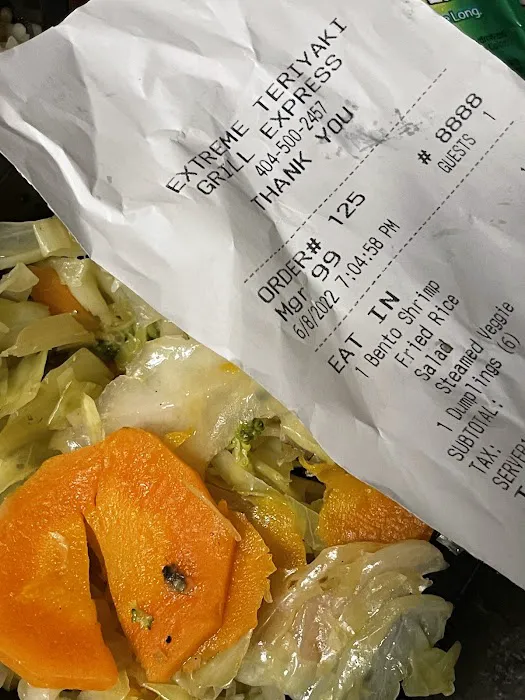 Long.
EXTREME TERIYAKI
GRILL EXPRESS
404-500-2457
THANK YOU
# 8888
GUESTS 1
ORDER# 125
Mgr 99
6/8/2022 7:04:58 PM
EAT IN
1 Bento Shrimp
Fried Rice
Salad
Steamed Veggie
1 Dumplings (6)
SUBTOTAL:
TAX:
SERVER